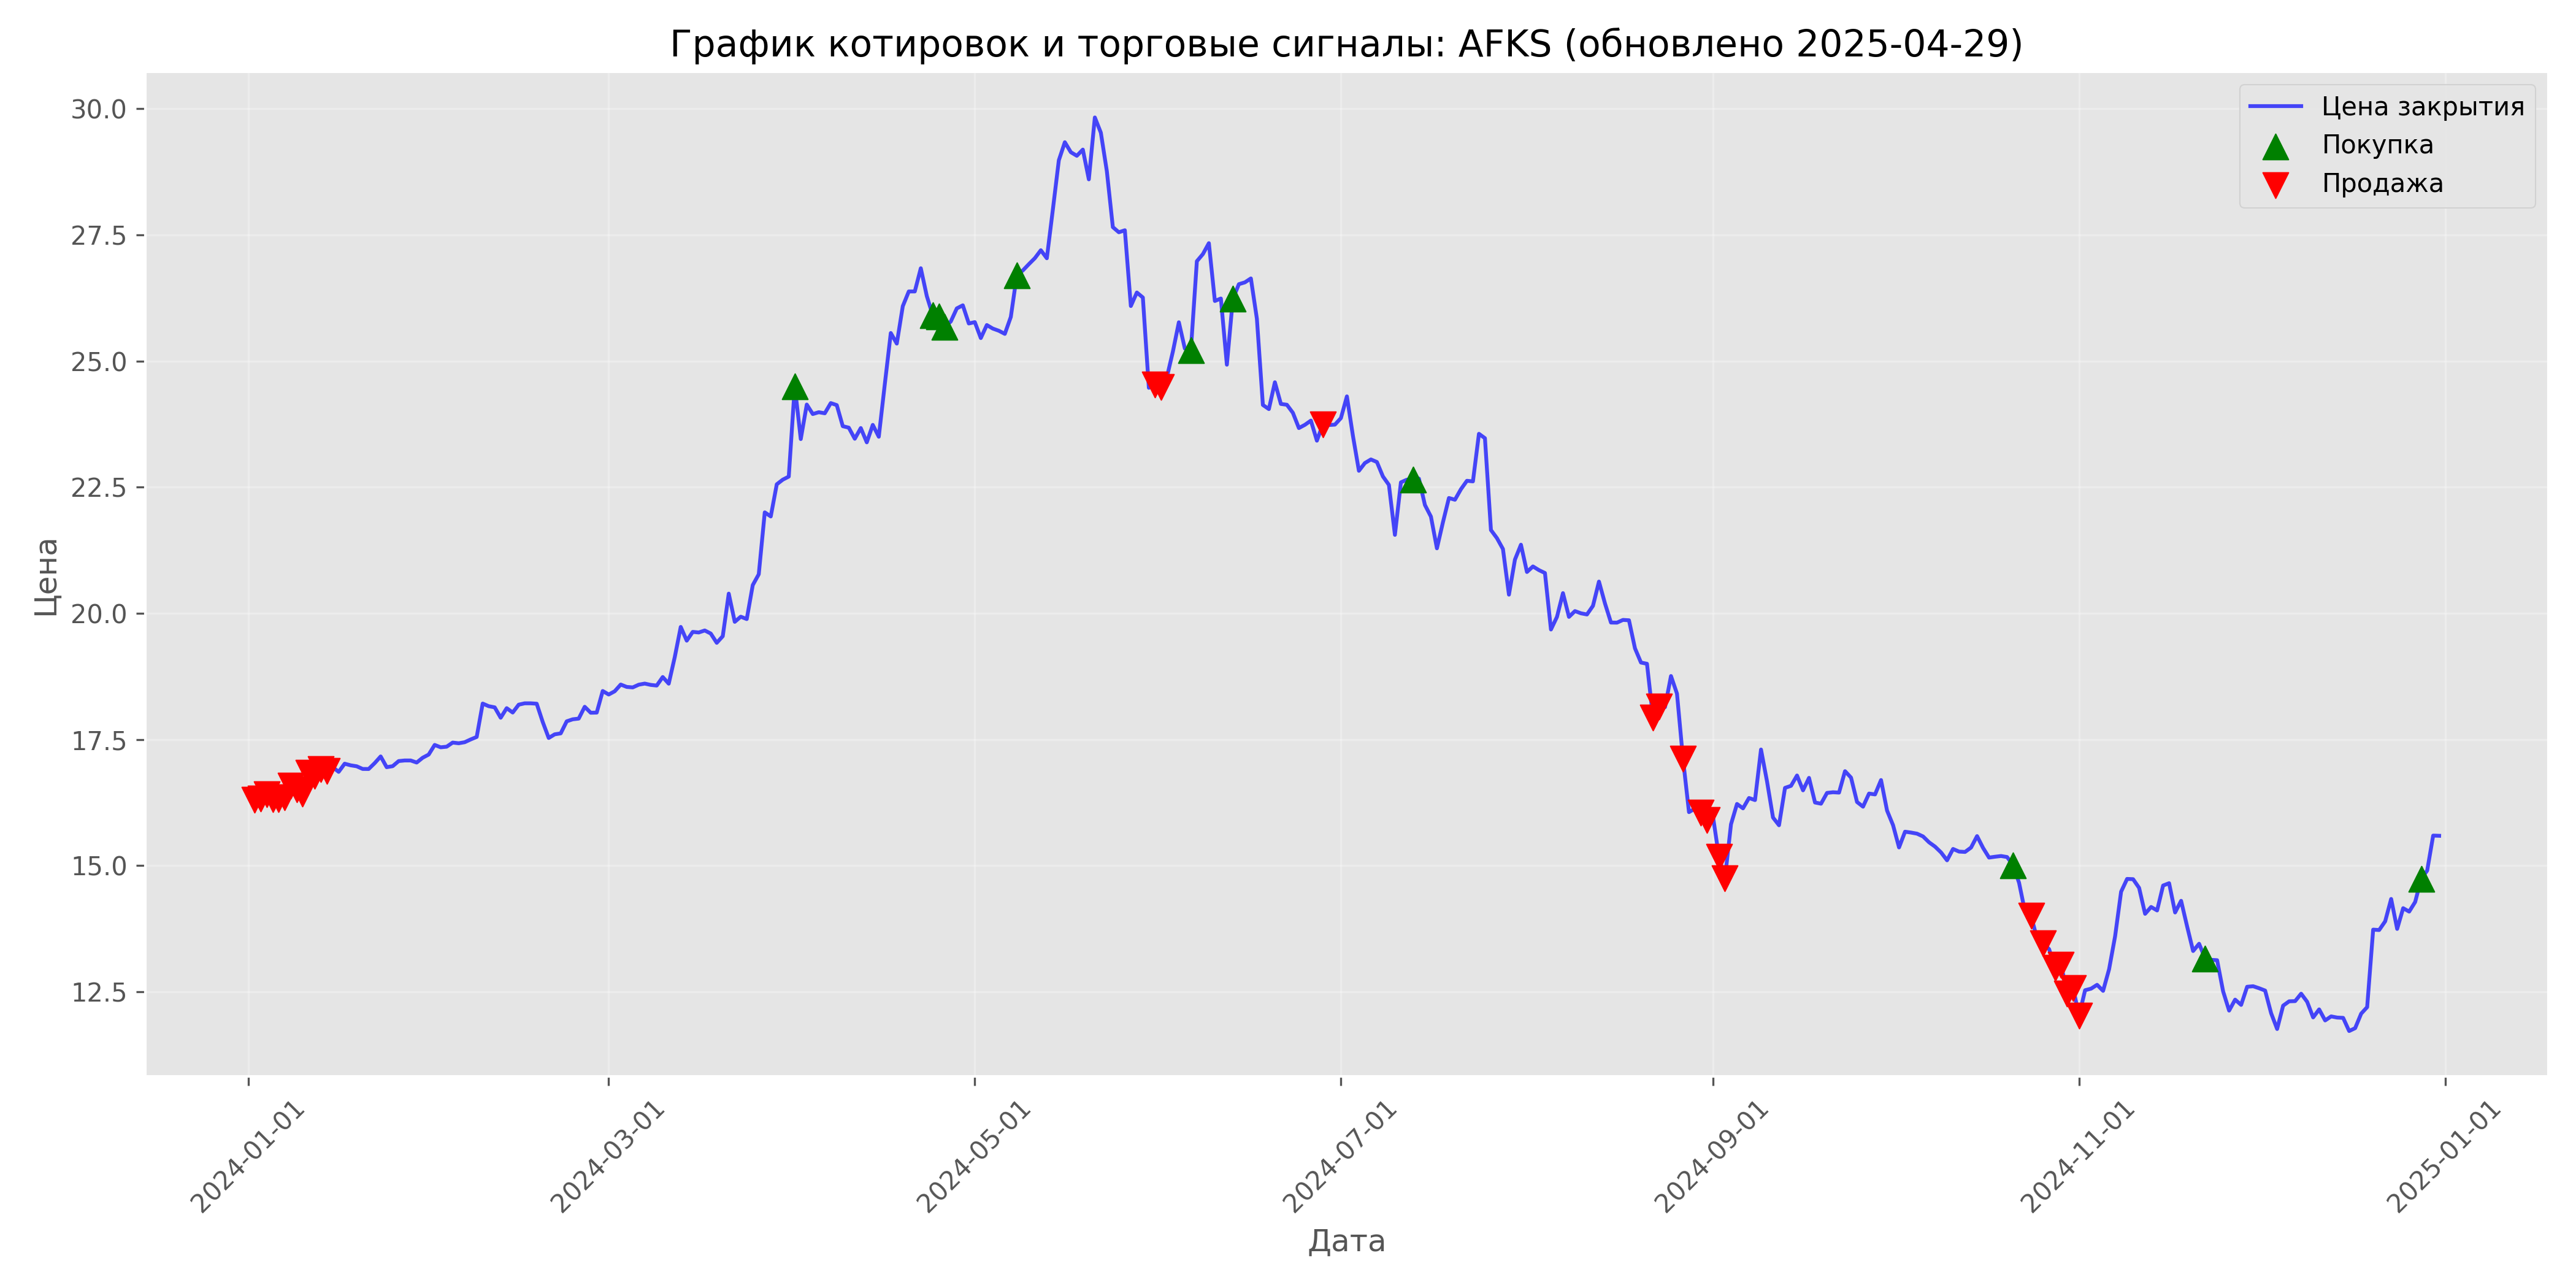 График котировок и торговые сигналы: AFKS (обновлено 2025-04-29)
Цена закрытия
Покупка
Продажа
30.0
27.5
25.0
22.5
20.0
17.5
15.0
12.5
Цена
2024-01-01
2024-03-01
2024-05-01
2024-07-01
2024-09-01
2024-11-01
2025-01-01
Дата